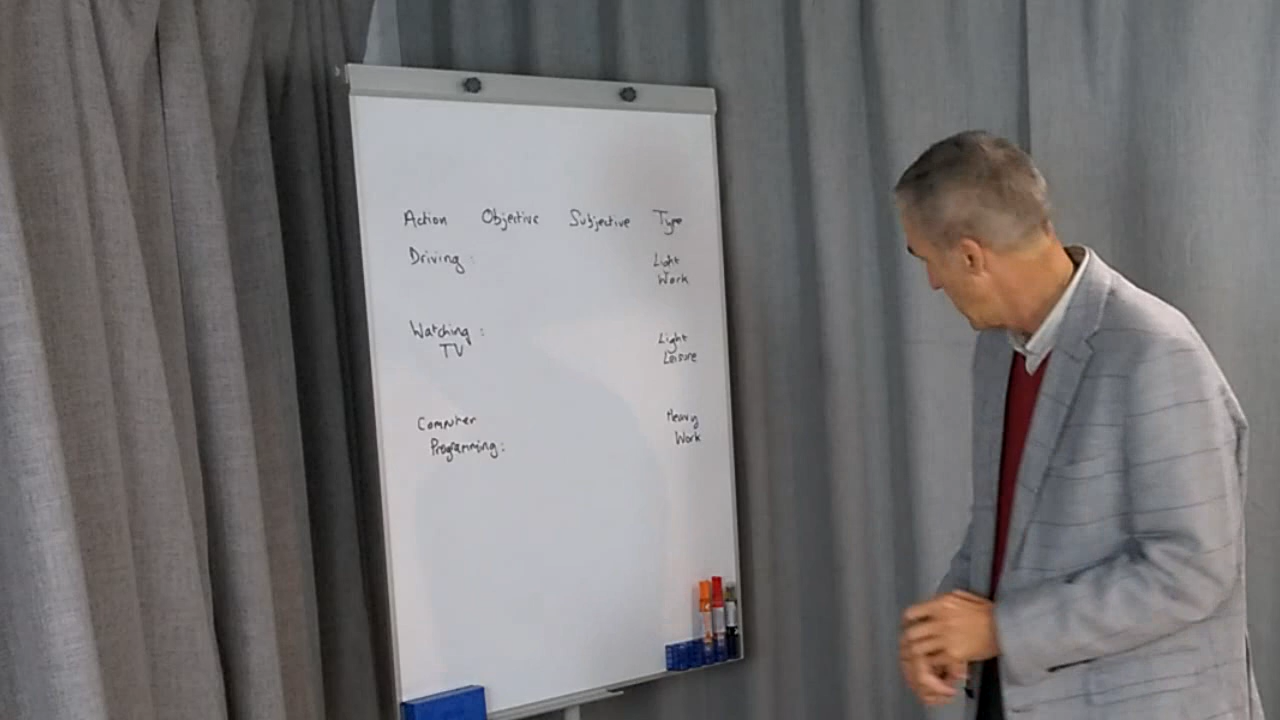 Action Objective Subjective Type
Driving : Light
Work
Watching : Light
TV Leisure
Computer Heavy
Programming : Work